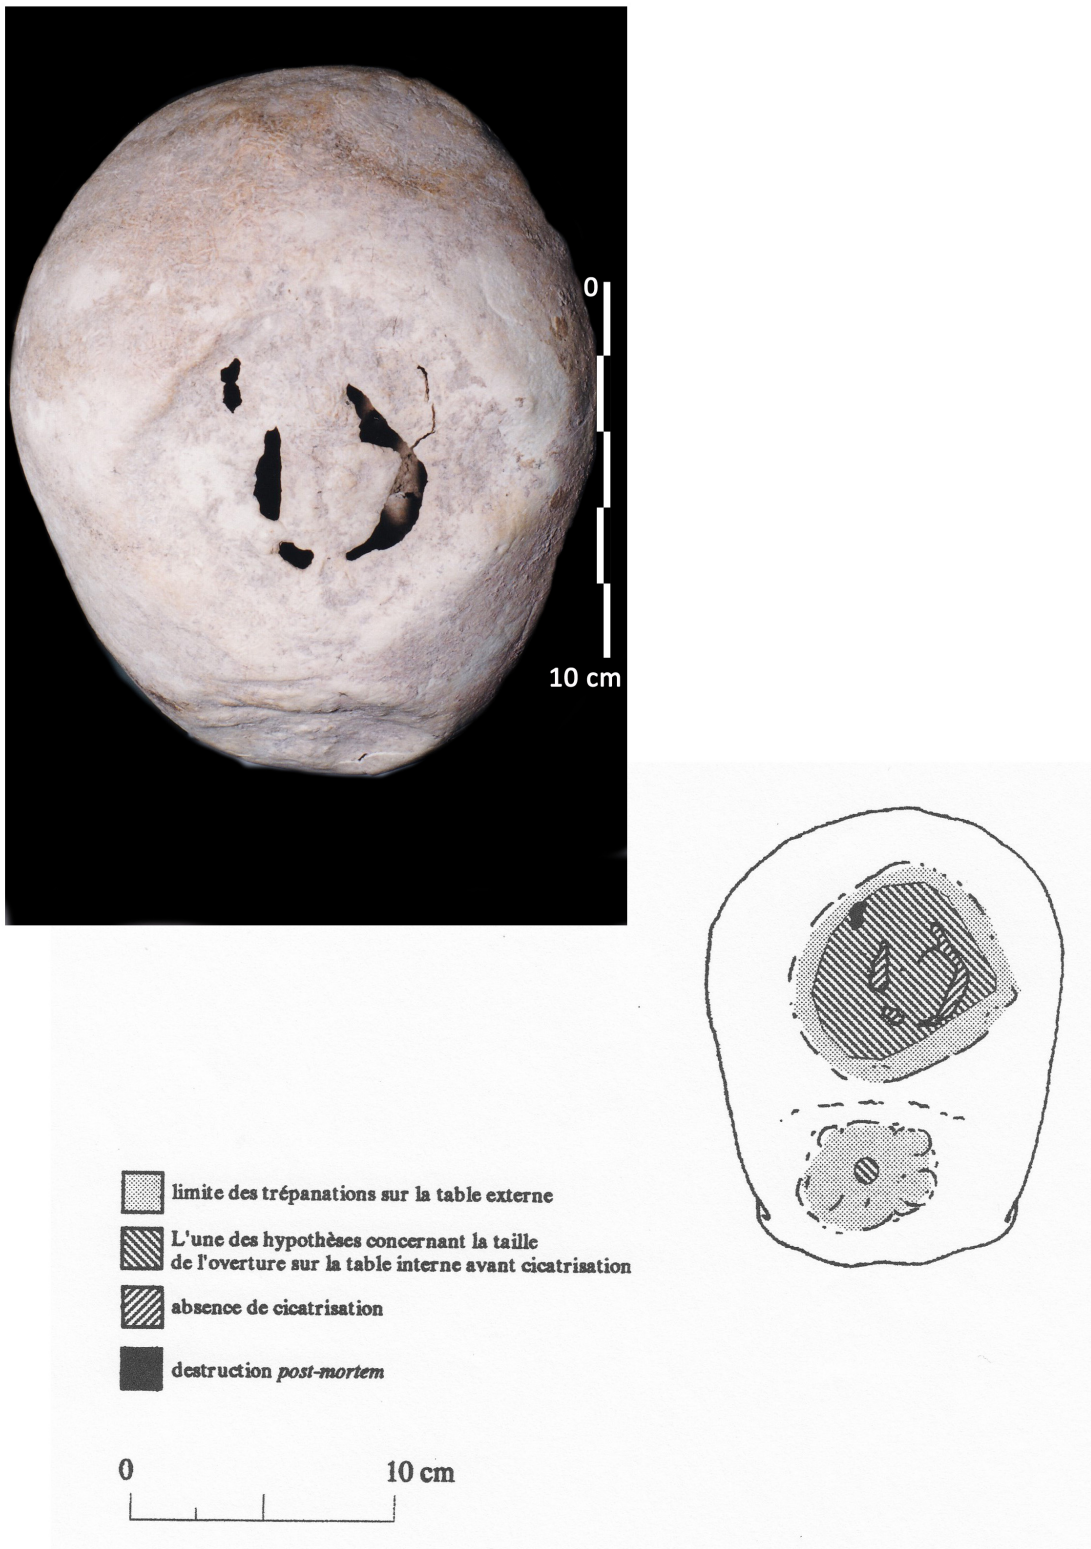 0
10 cm
limite des trépanations sur la table externe
L'une des hypothèses concernant la taille
de l'overture sur la table interne avant cicatrisation
absence de cicatrisation
destruction post-mortem
0
10 cm